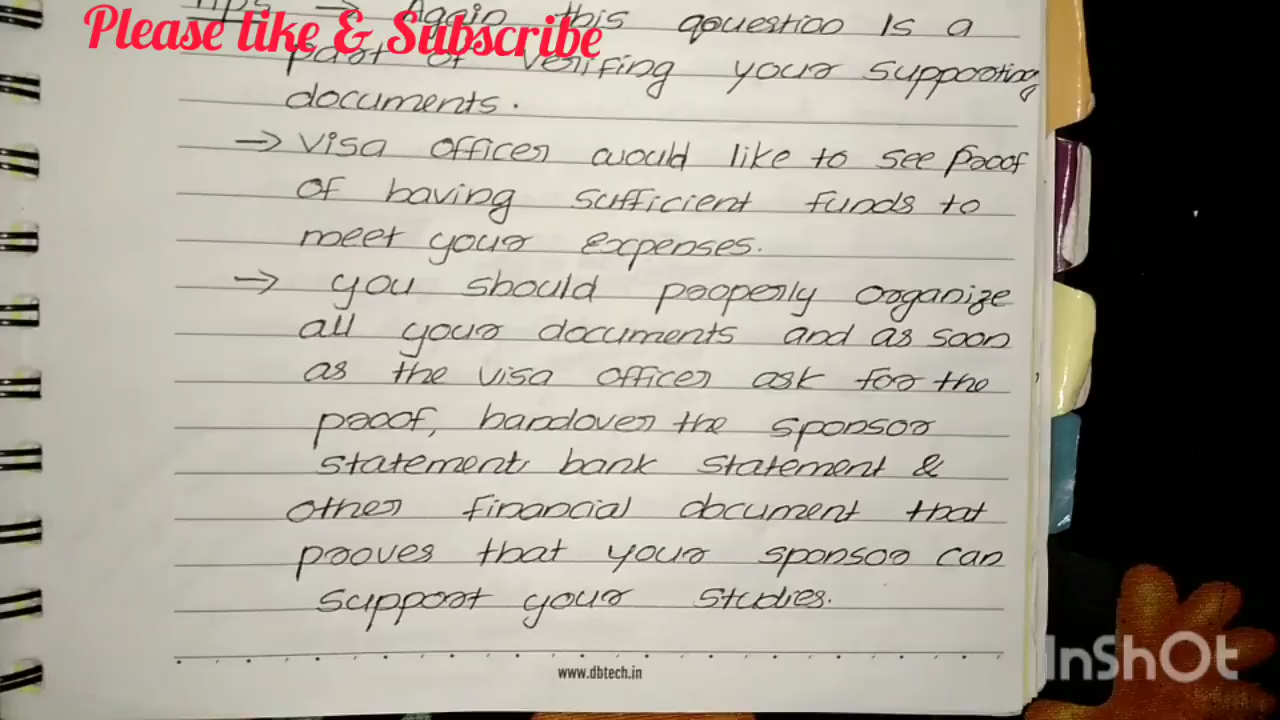 Tips → Again this question is a
Please like & Subscribe
part of verifing your supporting
documents.
→ Visa officer would like to see Proof
of having sufficient funds to
meet your expenses.
→ you should properly organize
all your documents and as soon
as the visa officer ask for the
proof, handover the sponsor
statement, bank statement &
other financial document that
proves that your sponsor can
support your studies.
www.dbtech.in
InShOt